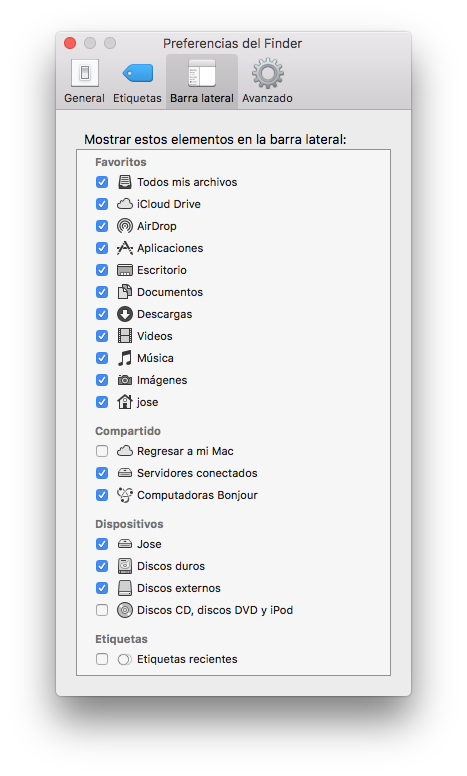 Preferencias del Finder
General Etiquetas Barra lateral Avanzado
Mostrar estos elementos en la barra lateral:
Favoritos
Todos mis archivos
iCloud Drive
AirDrop
Aplicaciones
Escritorio
Documentos
Descargas
Videos
Música
Imágenes
jose
Compartido
Regresar a mi Mac
Servidores conectados
Computadoras Bonjour
Dispositivos
Jose
Discos duros
Discos externos
Discos CD, discos DVD y iPod
Etiquetas
Etiquetas recientes